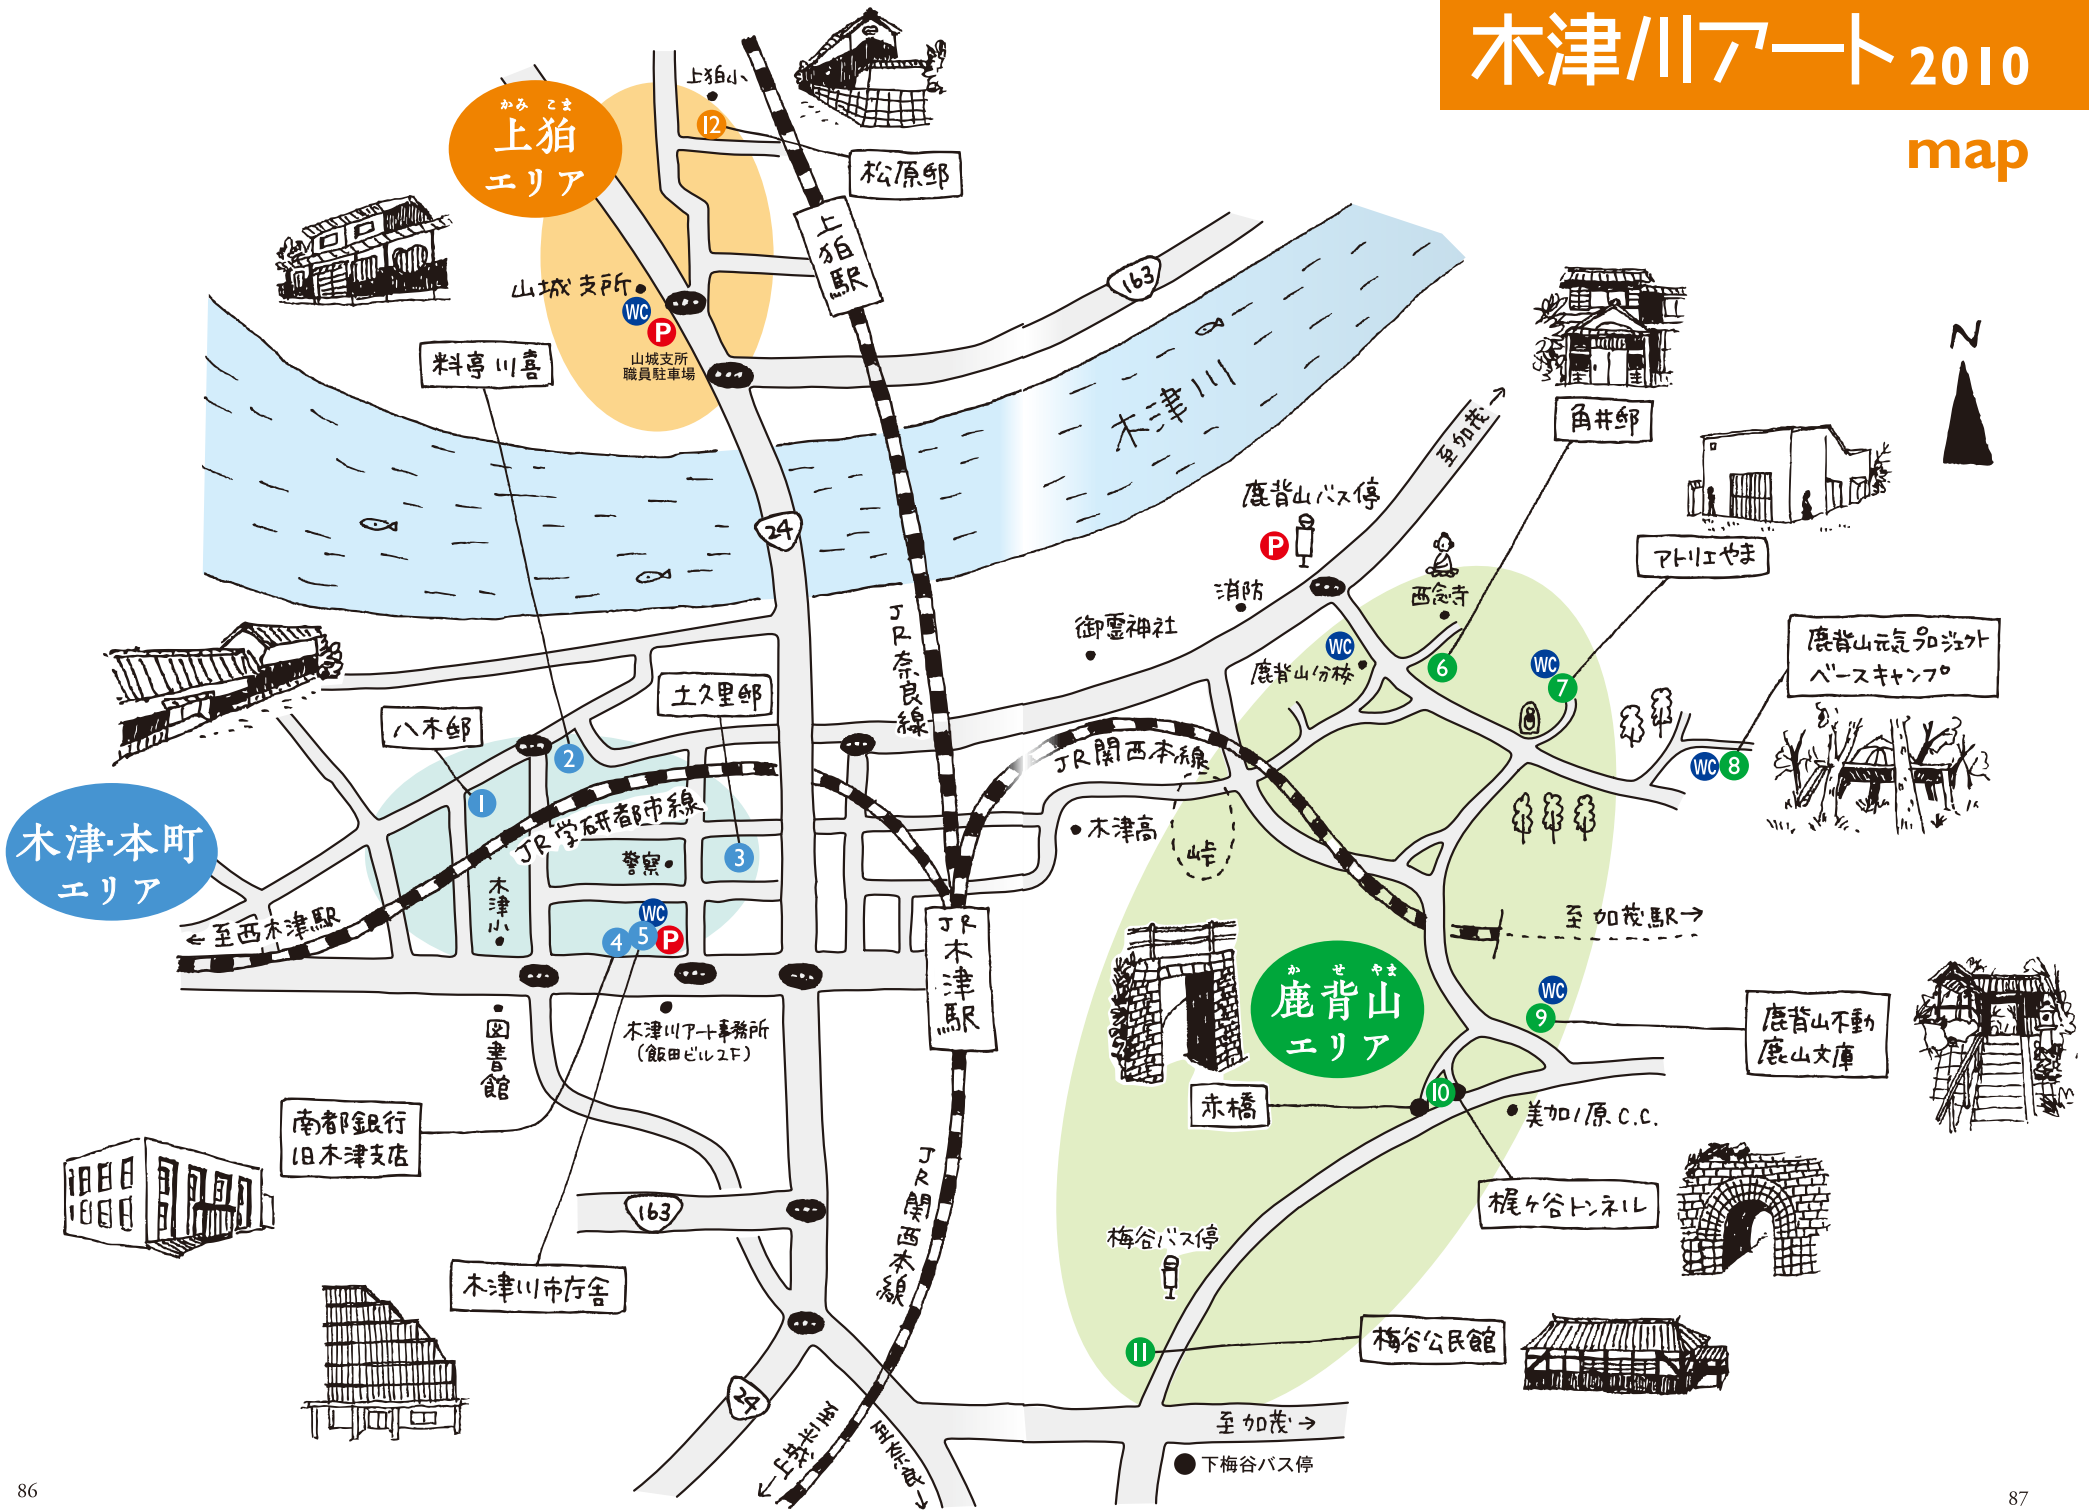 木津川アート 2010
map
上狛小
12
かみ こま
上狛
エリア
松原邸
上狛駅
山城支所
WC
P
山城支所
職員駐車場
163
木津川
料亭 川喜
24
至加茂→
N
角井邸
アトリエやま
鹿背山バス停
P
消防
西念寺
御霊神社
WC
鹿背山分校
6
WC
7
鹿背山元気プロジェクト
ベースキャンプ
WC
8
JR奈良線
土久里邸
八木邸
2
1
JR学研都市線
JR関西本線
木津高
峠
3
警察
木津小
木津・本町
エリア
←至西木津駅
WC
4
5
P
JR木津駅
至加茂駅→
かせやま
鹿背山
エリア
WC
9
鹿背山不動
鹿山文庫
図書館
木津川アート事務所
(飯田ビル2F)
南都銀行
旧木津支店
赤橋
10
美加ノ原C.C.
梶ヶ谷トンネル
163
JR関西本線
梅谷バス停
木津川市庁舎
11
梅谷公民館
24
至奈良→
至加茂→
下梅谷バス停
86
87